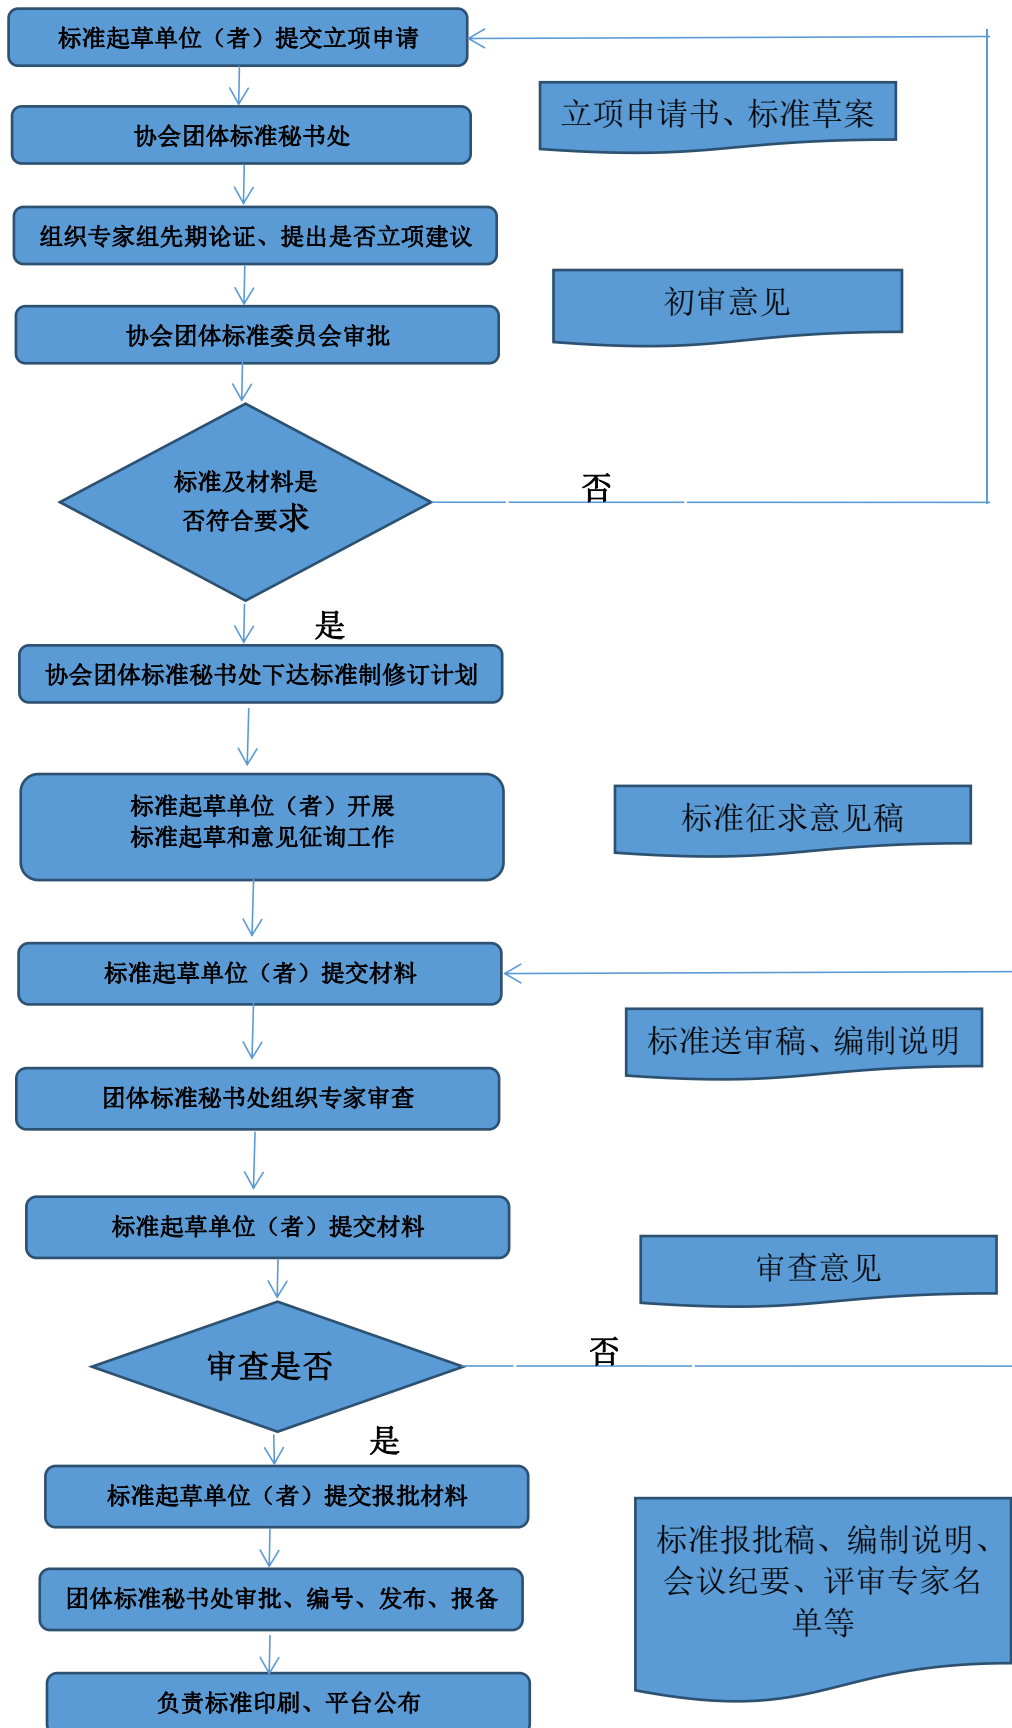 标准起草单位（者）提交立项申请
立项申请书、标准草案
协会团体标准秘书处
组织专家组先期论证、提出是否立项建议
初审意见
协会团体标准委员会审批
标准及材料是
否符合要求
否
是
协会团体标准秘书处下达标准制修订计划
标准起草单位（者）开展
标准起草和意见征询工作
标准征求意见稿
标准起草单位（者）提交材料
标准送审稿、编制说明
团体标准秘书处组织专家审查
标准起草单位（者）提交材料
审查意见
审查是否
否
是
标准起草单位（者）提交报批材料
标准报批稿、编制说明、
会议纪要、评审专家名
单等
团体标准秘书处审批、编号、发布、报备
负责标准印刷、平台公布